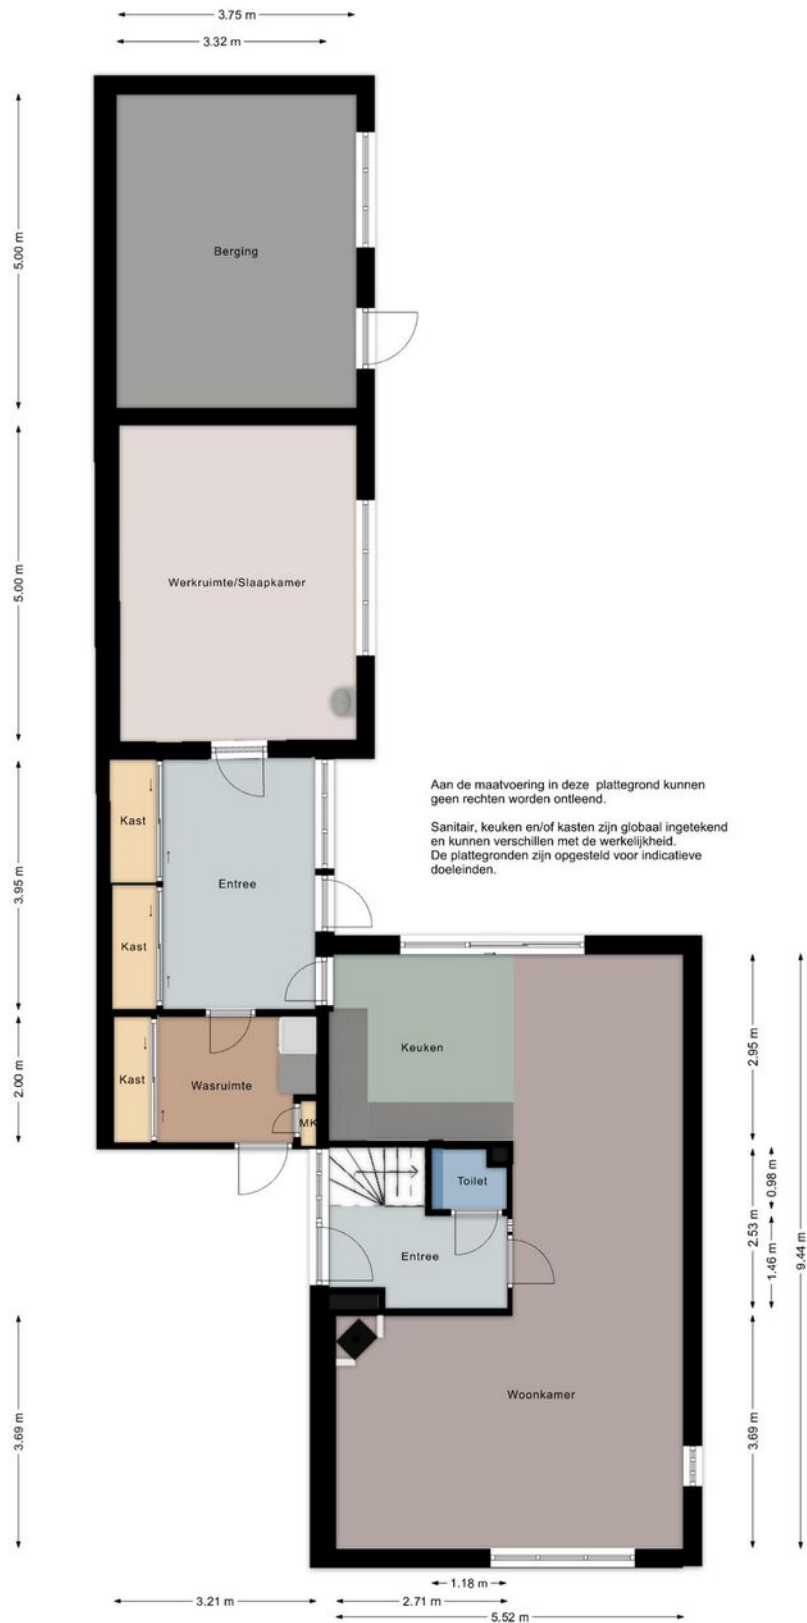 3.75 m
3.32 m
5.00 m
Berging
5.00 m
Werkruimte/Slaapkamer
Aan de maatvoering in deze plattegrond kunnen
geen rechten worden ontleend.
Sanitair, keuken en/of kasten zijn globaal ingetekend
en kunnen verschillen met de werkelijkheid.
De plattegronden zijn opgesteld voor indicatieve
doeleinden.
3.95 m
Kast
Entree
Kast
2.00 m
Kast
Wasruimte
MK
Keuken
2.95 m
Toilet
0.98 m
2.53 m
1.46 m
9.44 m
Entree
Woonkamer
3.69 m
3.69 m
1.18 m
3.21 m
2.71 m
5.52 m